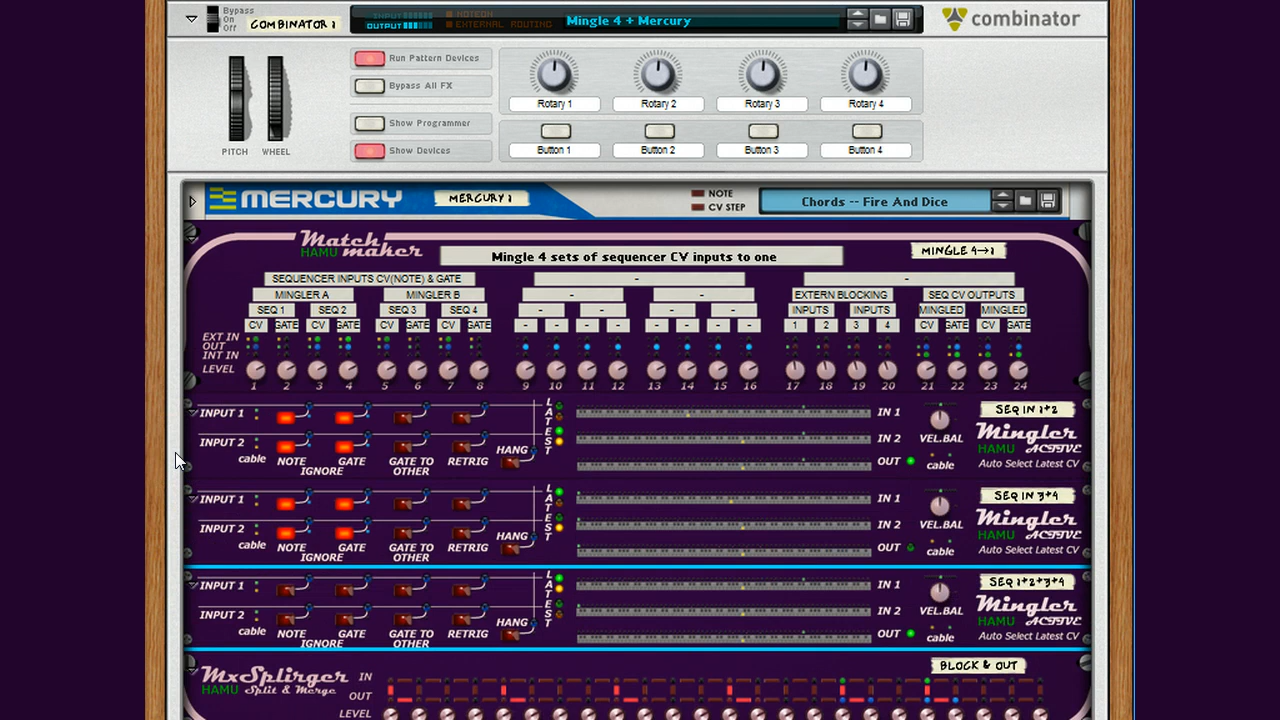 Bypass
On
Off
COMBINATOR 1
INPUT
OUTPUT
NOTEON
EXTERNAL ROUTING
Mingle 4 + Mercury
combinator
Run Pattern Devices
Bypass All FX
Show Programmer
Show Devices
PITCH WHEEL
Rotary 1 Rotary 2 Rotary 3 Rotary 4
Button 1 Button 2 Button 3 Button 4
MERCURY
MERCURY 1
NOTE
CV STEP
Chords -- Fire And Dice
Match maker
HAMU
Mingle 4 sets of sequencer CV inputs to one
MINGLE 4→1
SEQUENCER INPUTS CV(NOTE) & GATE - -
MINGLER A MINGLER B - - EXTERN BLOCKING SEQ CV OUTPUTS
SEQ 1 SEQ 2 SEQ 3 SEQ 4 - - - - INPUTS INPUTS MINGLED MINGLED
CV GATE CV GATE CV GATE CV GATE - - - - - - - - 1 2 3 4 CV GATE CV GATE
EXT IN
OUT
INT IN
LEVEL
1 2 3 4 5 6 7 8 9 10 11 12 13 14 15 16 17 18 19 20 21 22 23 24
INPUT 1
INPUT 2
cable
NOTE GATE
IGNORE
GATE TO OTHER
RETRIG
HANG
LATEST
IN 1
IN 2
OUT
VEL.BAL
cable
SEQ IN 1+2
Mingler
HAMU ACTIVE
Auto Select Latest CV
INPUT 1
INPUT 2
cable
NOTE GATE
IGNORE
GATE TO OTHER
RETRIG
HANG
LATEST
IN 1
IN 2
OUT
VEL.BAL
cable
SEQ IN 3+4
Mingler
HAMU ACTIVE
Auto Select Latest CV
INPUT 1
INPUT 2
cable
NOTE GATE
IGNORE
GATE TO OTHER
RETRIG
HANG
LATEST
IN 1
IN 2
OUT
VEL.BAL
cable
SEQ 1+2+3+4
Mingler
HAMU ACTIVE
Auto Select Latest CV
MxSplirger
HAMU Split & Merge
IN
OUT
LEVEL
BLOCK & OUT